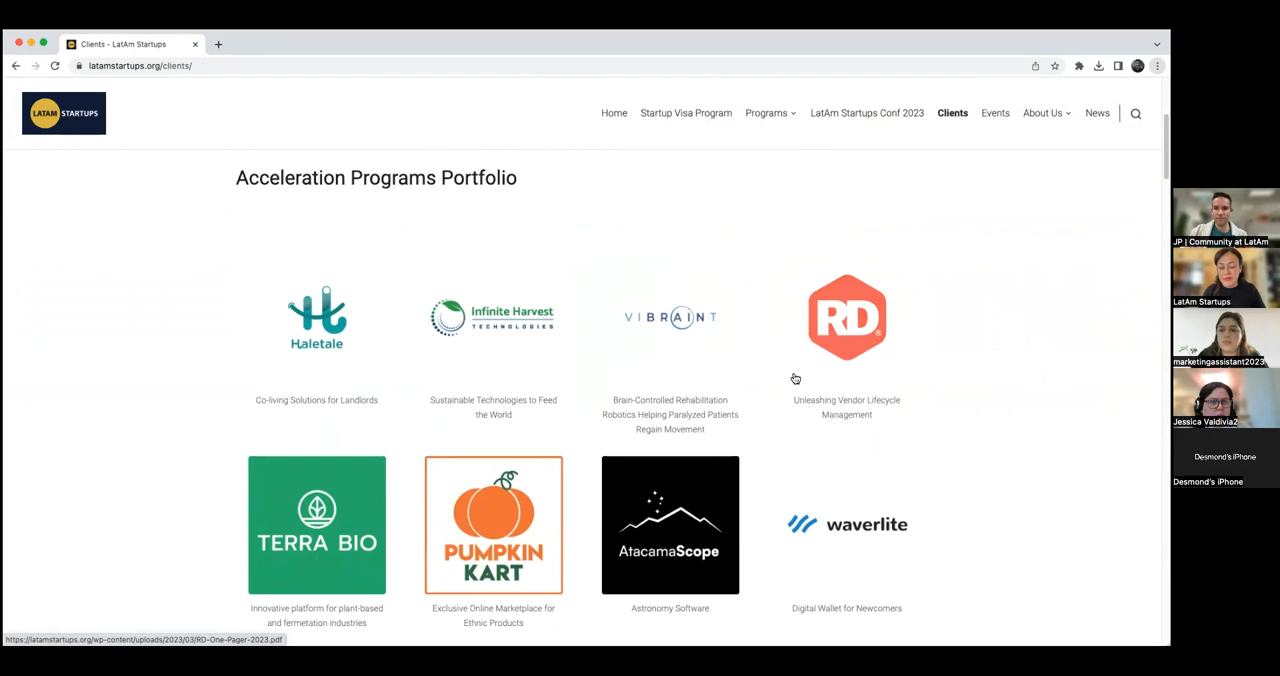 Clients - LatAm Startups
latamstartups.org/clients/
LATAM STARTUPS
Home Startup Visa Program Programs LatAm Startups Conf 2023 Clients Events About Us News
Acceleration Programs Portfolio
Haletale
Infinite Harvest
TECHNOLOGIES
VIBRAINT
RD®
Co-living Solutions for Landlords
Sustainable Technologies to Feed
the World
Brain-Controlled Rehabilitation
Robotics Helping Paralyzed Patients
Regain Movement
Unleashing Vendor Lifecycle
Management
TERRA BIO
PUMPKIN
KART
AtacamaScope
waverlite
Innovative platform for plant-based
and fermetation industries
Exclusive Online Marketplace for
Ethnic Products
Astronomy Software
Digital Wallet for Newcomers
https://latamstartups.org/wp-content/uploads/2023/03/RD-One-Pager-2023.pdf
JP | Community at LatAm
LatAm Startups
marketingassistant2023
Jessica Valdivia2
Desmond's iPhone
Desmond's iPhone